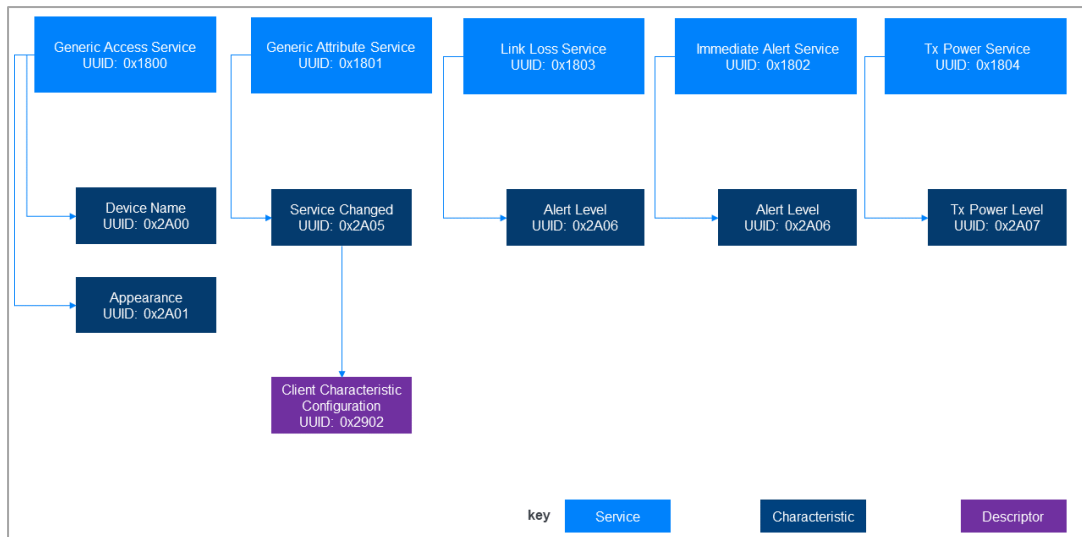 Generic Access Service
UUID: 0x1800
Generic Attribute Service
UUID: 0x1801
Link Loss Service
UUID: 0x1803
Immediate Alert Service
UUID: 0x1802
Tx Power Service
UUID: 0x1804
Device Name
UUID: 0x2A00
Service Changed
UUID: 0x2A05
Alert Level
UUID: 0x2A06
Alert Level
UUID: 0x2A06
Tx Power Level
UUID: 0x2A07
Appearance
UUID: 0x2A01
Client Characteristic
Configuration
UUID: 0x2902
key
Service
Characteristic
Descriptor